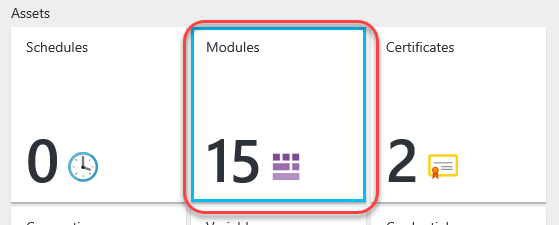 Assets
Schedules
Modules
Certificates
0
15
2